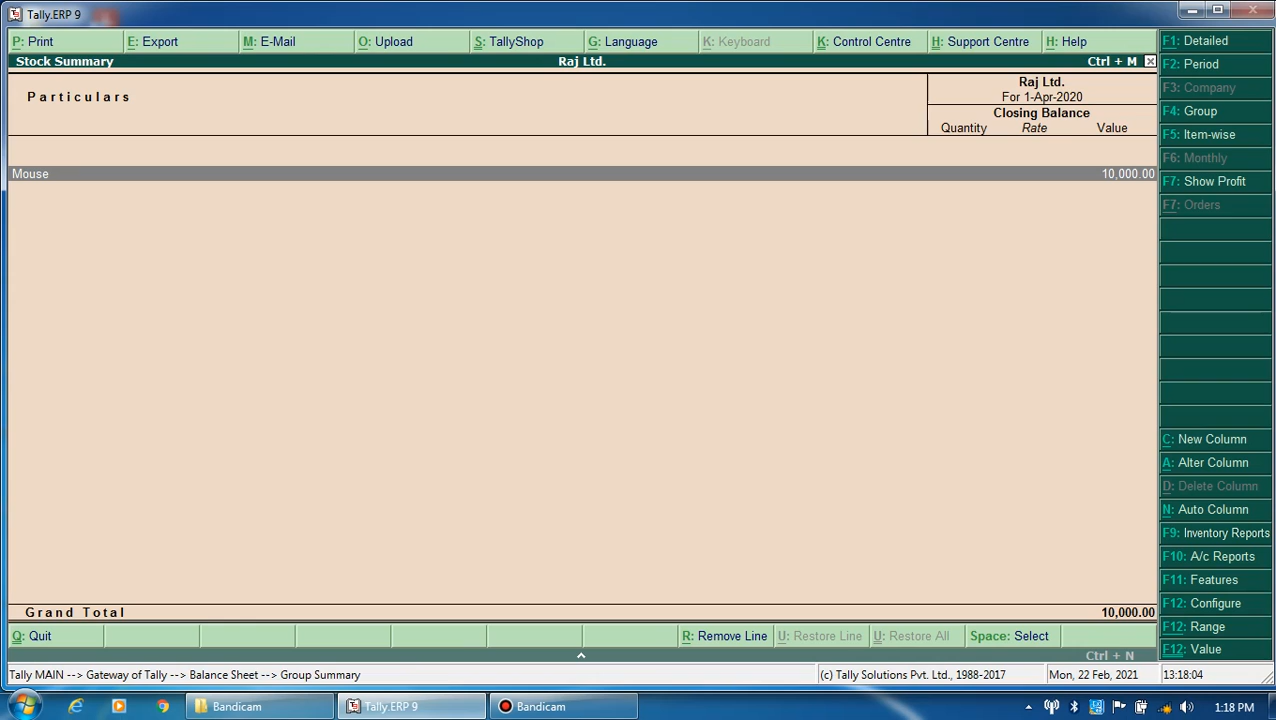 Tally.ERP 9
P: Print E: Export M: E-Mail O: Upload S: TallyShop G: Language K: Keyboard K: Control Centre H: Support Centre H: Help
Stock Summary Raj Ltd. Ctrl + M
Particulars
Raj Ltd.
For 1-Apr-2020
Closing Balance
Quantity Rate Value
Mouse 10,000.00
Grand Total 10,000.00
F1: Detailed
F2: Period
F3: Company
F4: Group
F5: Item-wise
F6: Monthly
F7: Show Profit
F7: Orders
C: New Column
A: Alter Column
D: Delete Column
N: Auto Column
F9: Inventory Reports
F10: A/c Reports
F11: Features
F12: Configure
F12: Range
F12: Value
Q: Quit R: Remove Line U: Restore Line U: Restore All Space: Select
Ctrl + N
Tally MAIN --> Gateway of Tally --> Balance Sheet --> Group Summary (c) Tally Solutions Pvt. Ltd., 1988-2017 Mon, 22 Feb, 2021 13:18:04
Bandicam Tally.ERP 9 Bandicam 1:18 PM